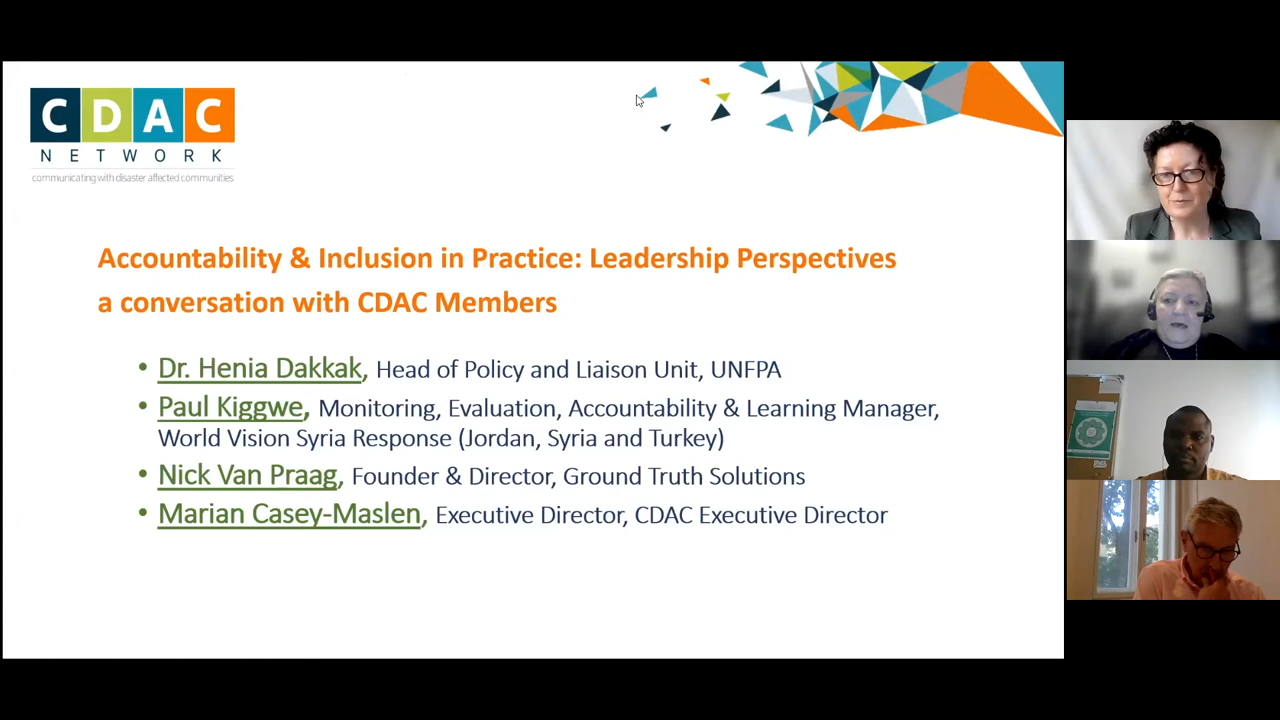 CDAC
NETWORK
communicating with disaster affected communities
Accountability & Inclusion in Practice: Leadership Perspectives
a conversation with CDAC Members
• Dr. Henia Dakkak, Head of Policy and Liaison Unit, UNFPA
• Paul Kiggwe, Monitoring, Evaluation, Accountability & Learning Manager,
World Vision Syria Response (Jordan, Syria and Turkey)
• Nick Van Praag, Founder & Director, Ground Truth Solutions
• Marian Casey-Maslen, Executive Director, CDAC Executive Director